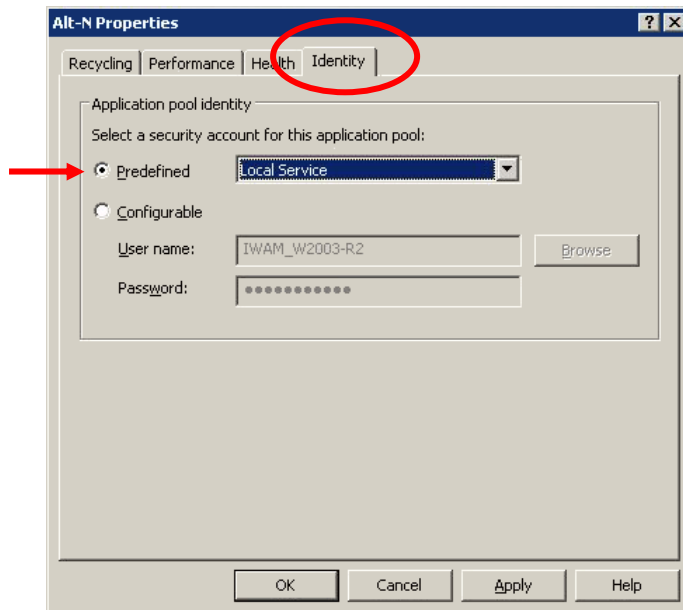 Alt-N Properties
Recycling Performance Health Identity
Application pool identity
Select a security account for this application pool:
Predefined Local Service
Configurable
User name: IWAM_W2003-R2 Browse
Password: ●●●●●●●●●●●
OK Cancel Apply Help